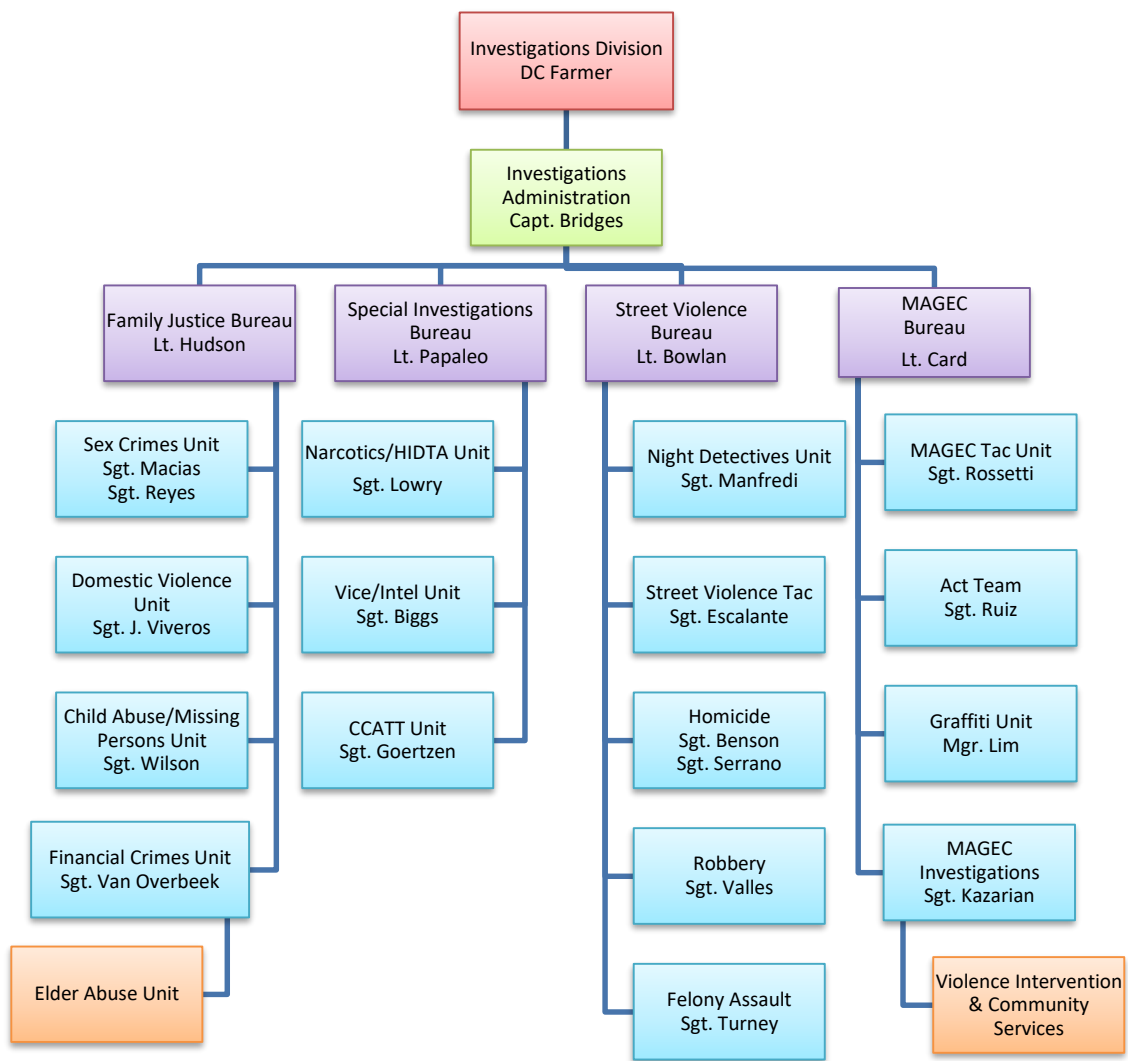 Investigations Division
DC Farmer
Investigations
Administration
Capt. Bridges
Family Justice Bureau
Lt. Hudson
Special Investigations
Bureau
Lt. Papaleo
Street Violence
Bureau
Lt. Bowlan
MAGEC
Bureau
Lt. Card
Sex Crimes Unit
Sgt. Macias
Sgt. Reyes
Narcotics/HIDTA Unit
Sgt. Lowry
Night Detectives Unit
Sgt. Manfredi
MAGEC Tac Unit
Sgt. Rossetti
Domestic Violence
Unit
Sgt. J. Viveros
Vice/Intel Unit
Sgt. Biggs
Street Violence Tac
Sgt. Escalante
Act Team
Sgt. Ruiz
Child Abuse/Missing
Persons Unit
Sgt. Wilson
CCATT Unit
Sgt. Goertzen
Homicide
Sgt. Benson
Sgt. Serrano
Graffiti Unit
Mgr. Lim
Financial Crimes Unit
Sgt. Van Overbeek
Robbery
Sgt. Valles
MAGEC
Investigations
Sgt. Kazarian
Elder Abuse Unit
Felony Assault
Sgt. Turney
Violence Intervention
& Community
Services